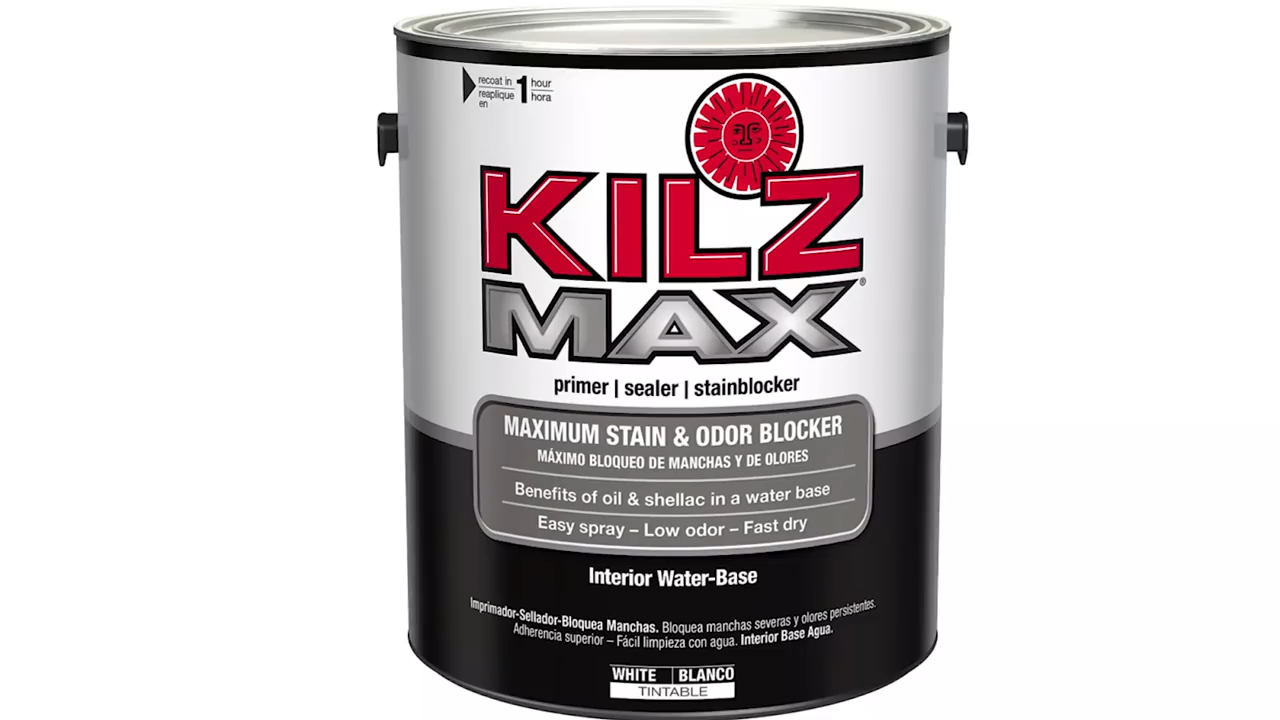 recoat in 1 hour
reaplique en hora
KILZ
MAX®
primer | sealer | stainblocker
MAXIMUM STAIN & ODOR BLOCKER
MÁXIMO BLOQUEO DE MANCHAS Y DE OLORES
Benefits of oil & shellac in a water base
Easy spray – Low odor – Fast dry
Interior Water-Base
Imprimador-Sellador-Bloquea Manchas. Bloquea manchas severas y olores persistentes.
Adherencia superior – Fácil limpieza con agua. Interior Base Agua.
WHITE | BLANCO
TINTABLE